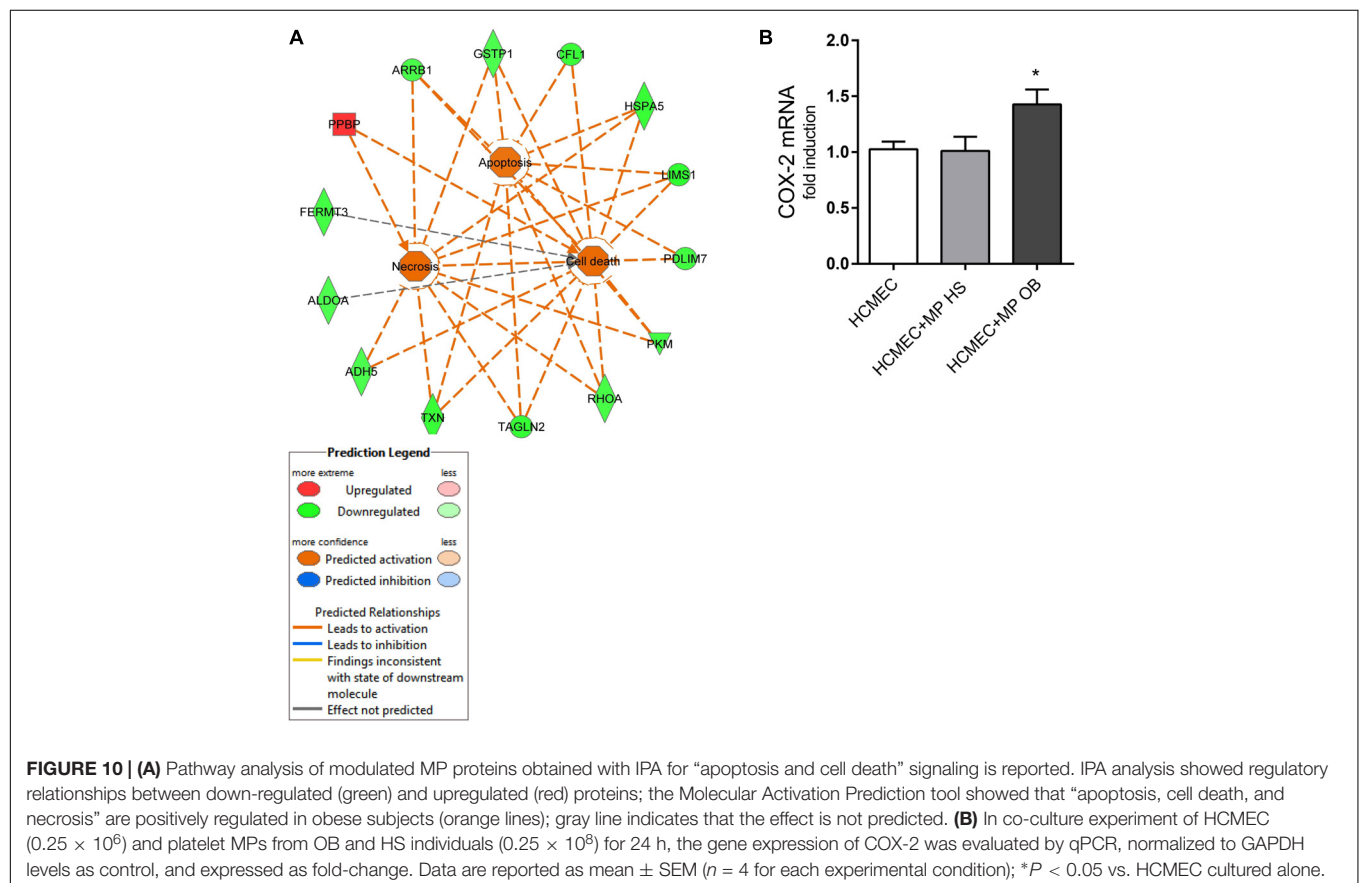 A
GSTP1
CFL1
ARRB1
HSPA5
PPBP
Apoptosis
LIMS1
FERMT3
PDLIM7
Necrosis
Cell death
ALDOA
PKM
ADH5
RHOA
TXN
TAGLN2
Prediction Legend
more extreme less
Upregulated
Downregulated
more confidence less
Predicted activation
Predicted inhibition
Predicted Relationships
Leads to activation
Leads to inhibition
Findings inconsistent
with state of downstream
molecule
Effect not predicted
B
COX-2 mRNA
fold induction
2.0
1.5
1.0
0.5
0.0
*
HCMEC
HCMEC+MP HS
HCMEC+MP OB
FIGURE 10 | (A) Pathway analysis of modulated MP proteins obtained with IPA for “apoptosis and cell death” signaling is reported. IPA analysis showed regulatory
relationships between down-regulated (green) and upregulated (red) proteins; the Molecular Activation Prediction tool showed that “apoptosis, cell death, and
necrosis” are positively regulated in obese subjects (orange lines); gray line indicates that the effect is not predicted. (B) In co-culture experiment of HCMEC
(0.25 × 10⁶) and platelet MPs from OB and HS individuals (0.25 × 10⁸) for 24 h, the gene expression of COX-2 was evaluated by qPCR, normalized to GAPDH
levels as control, and expressed as fold-change. Data are reported as mean ± SEM (n = 4 for each experimental condition); *P < 0.05 vs. HCMEC cultured alone.